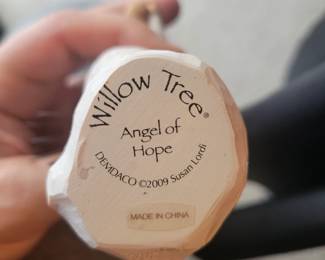 Willow Tree®
Angel of
Hope
DEMDACO ©2009 Susan Lordi
MADE IN CHINA